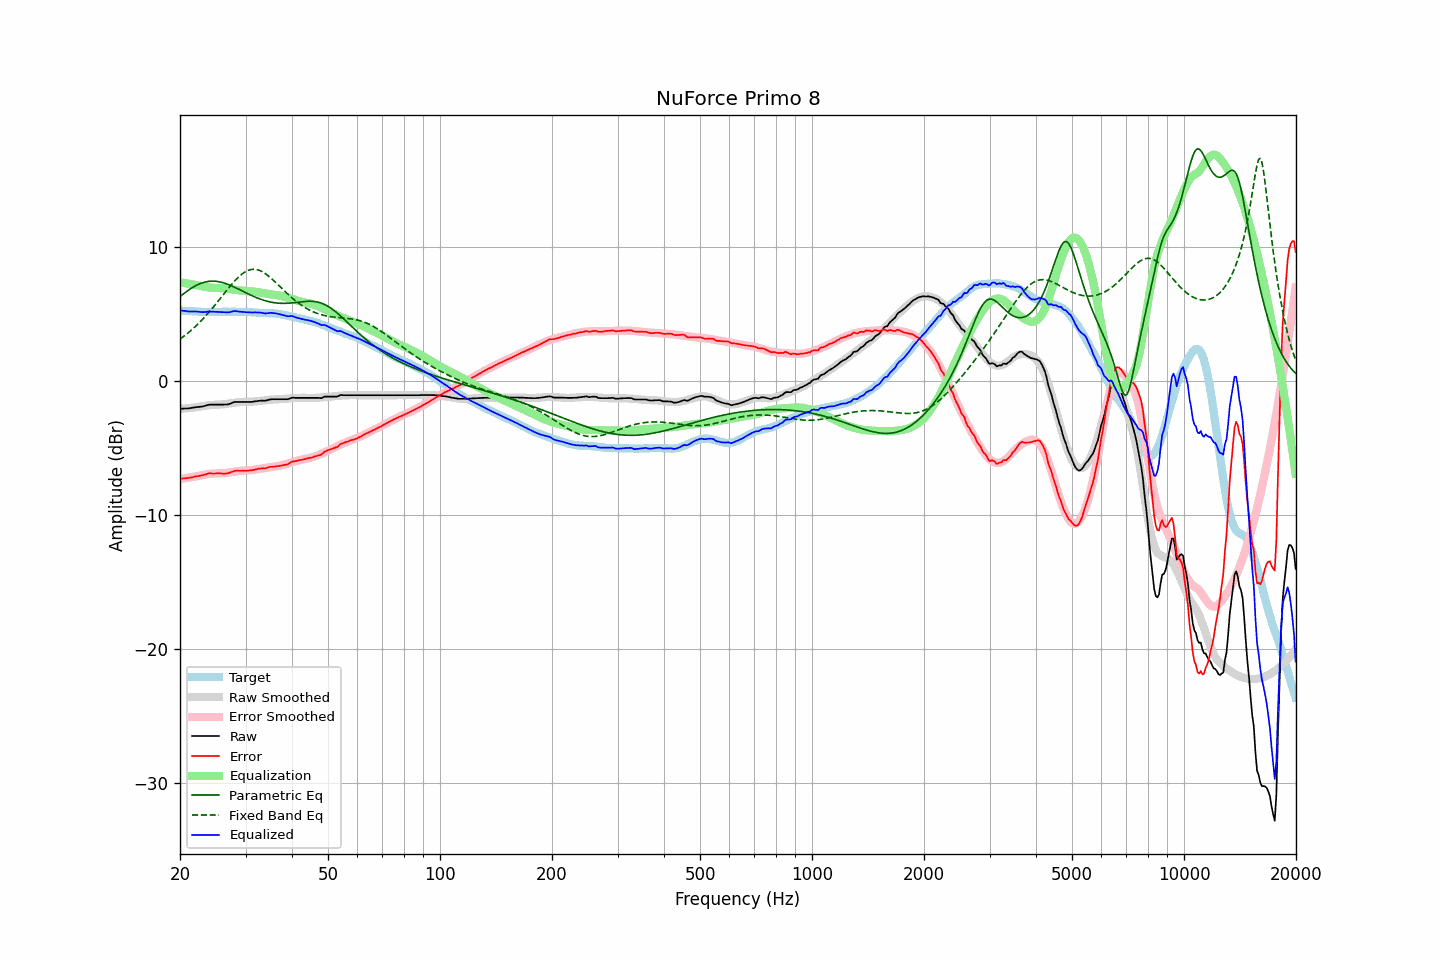 NuForce Primo 8
Amplitude (dBr)
10
0
−10
−20
−30
Target
Raw Smoothed
Error Smoothed
Raw
Error
Equalization
Parametric Eq
Fixed Band Eq
Equalized
20 50 100 200 500 1000 2000 5000 10000 20000
Frequency (Hz)